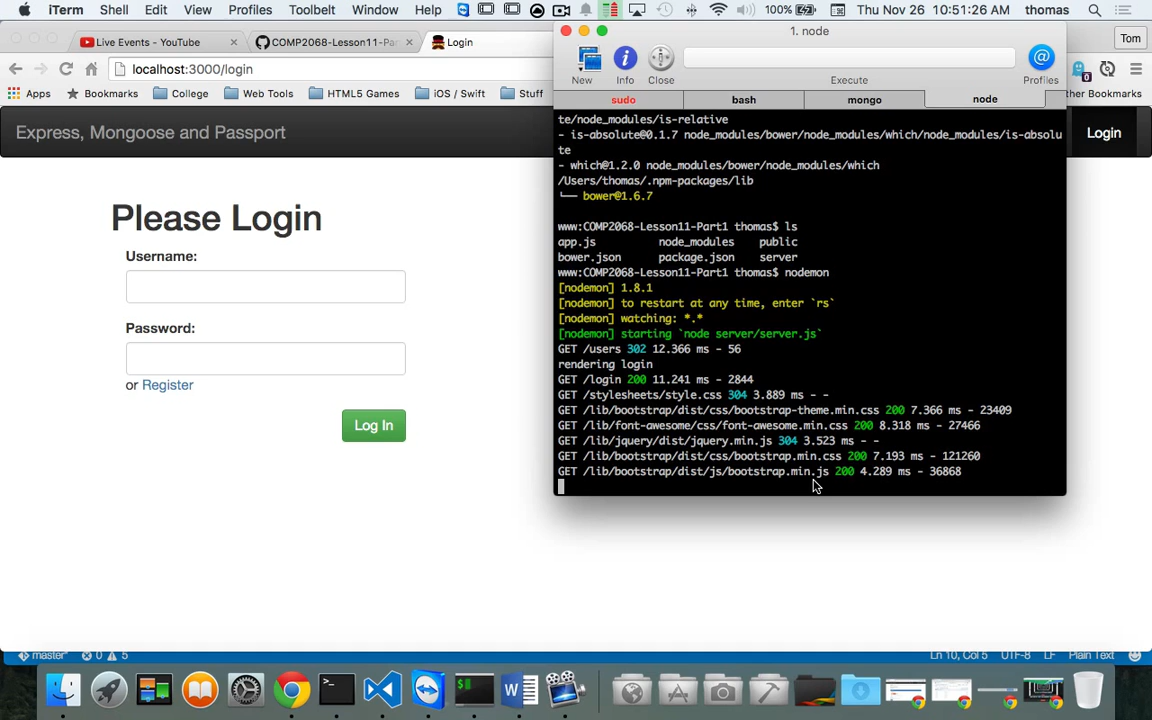 iTerm Shell Edit View Profiles Toolbelt Window Help 100% Thu Nov 26 10:51:26 AM thomas
Live Events - YouTube COMP2068-Lesson11-Par Login Tom
localhost:3000/login
Apps Bookmarks College Web Tools HTML5 Games iOS / Swift Stuff
ther Bookmarks
Express, Mongoose and Passport
Login
Please Login
Username:
Password:
or Register
Log In
1. node
New Info Close Execute Profiles
sudo bash mongo node
te/node_modules/is-relative
- is-absolute@0.1.7 node_modules/bower/node_modules/which/node_modules/is-absolu
te
- which@1.2.0 node_modules/bower/node_modules/which
/Users/thomas/.npm-packages/lib
└── bower@1.6.7
www:COMP2068-Lesson11-Part1 thomas$ ls
app.js node_modules public
bower.json package.json server
www:COMP2068-Lesson11-Part1 thomas$ nodemon
[nodemon] 1.8.1
[nodemon] to restart at any time, enter `rs`
[nodemon] watching: *.*
[nodemon] starting `node server/server.js`
GET /users 302 12.366 ms - 56
rendering login
GET /login 200 11.241 ms - 2844
GET /stylesheets/style.css 304 3.889 ms - -
GET /lib/bootstrap/dist/css/bootstrap-theme.min.css 200 7.366 ms - 23409
GET /lib/font-awesome/css/font-awesome.min.css 200 8.318 ms - 27466
GET /lib/jquery/dist/jquery.min.js 304 3.523 ms - -
GET /lib/bootstrap/dist/css/bootstrap.min.css 200 7.193 ms - 121260
GET /lib/bootstrap/dist/js/bootstrap.min.js 200 4.289 ms - 36868
master* 0 5 Ln 10, Col 5 UTF-8 LF Plain Text